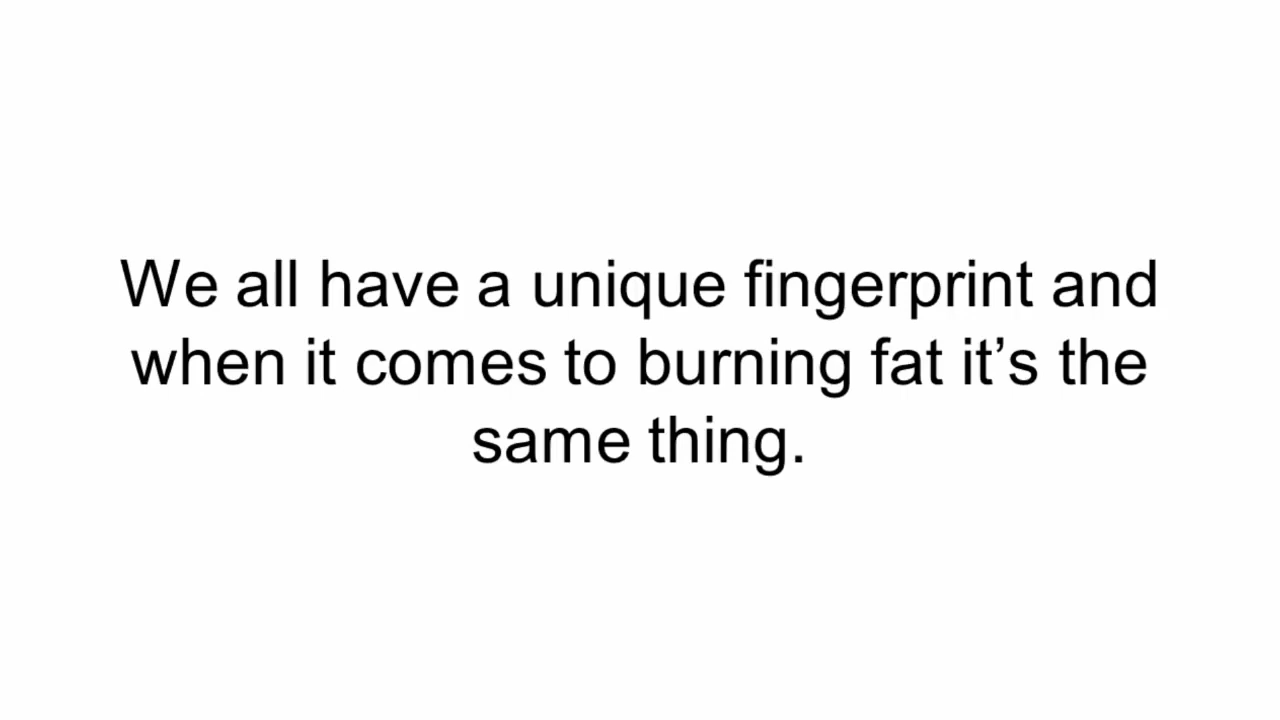 We all have a unique fingerprint and
when it comes to burning fat it’s the
same thing.